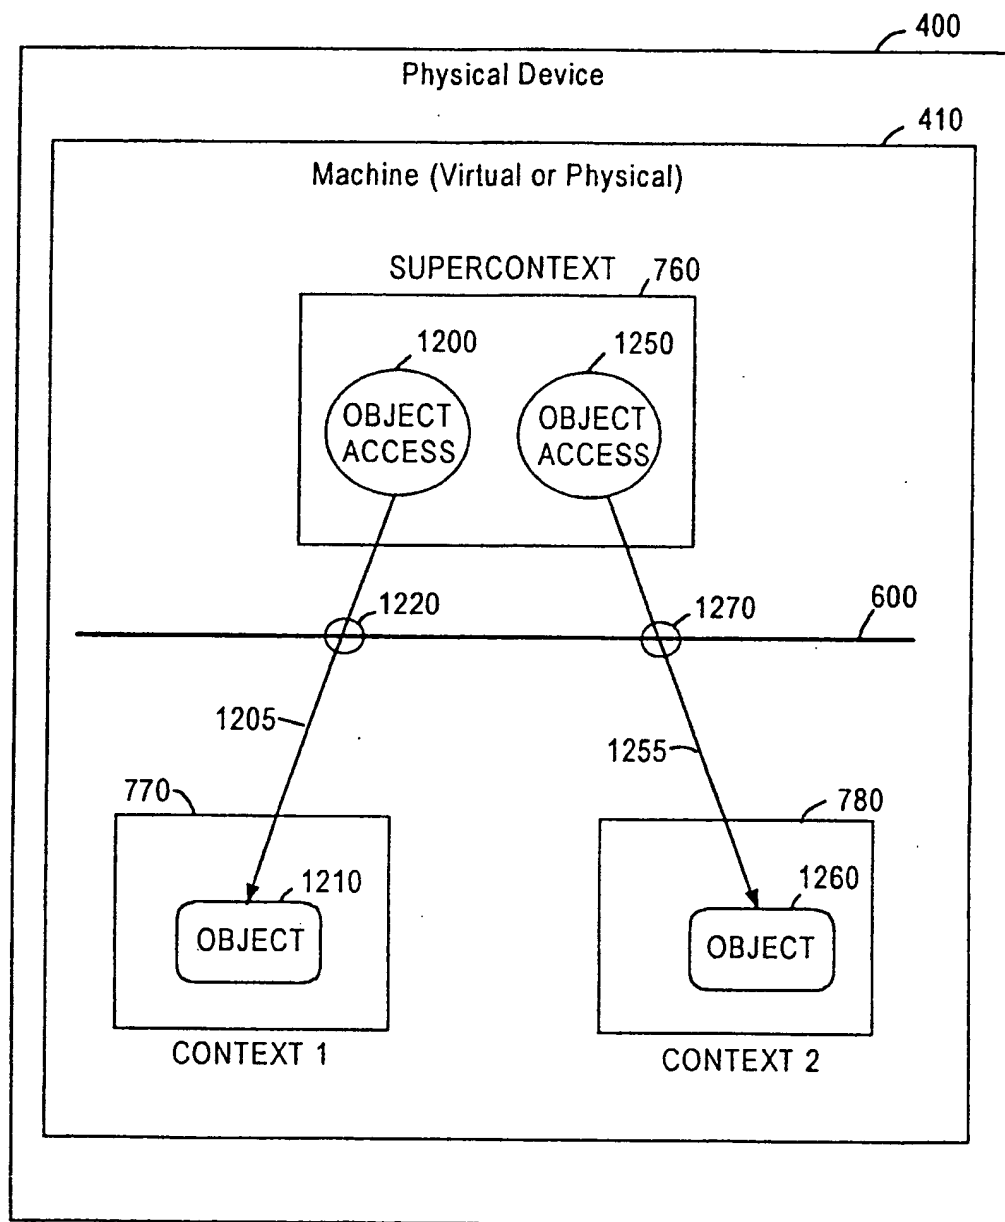 400
Physical Device
410
Machine (Virtual or Physical)
SUPERCONTEXT
760
1200
1250
OBJECT
ACCESS
OBJECT
ACCESS
1220
1270
600
1205
1255
770
780
1210
1260
OBJECT
OBJECT
CONTEXT 1
CONTEXT 2